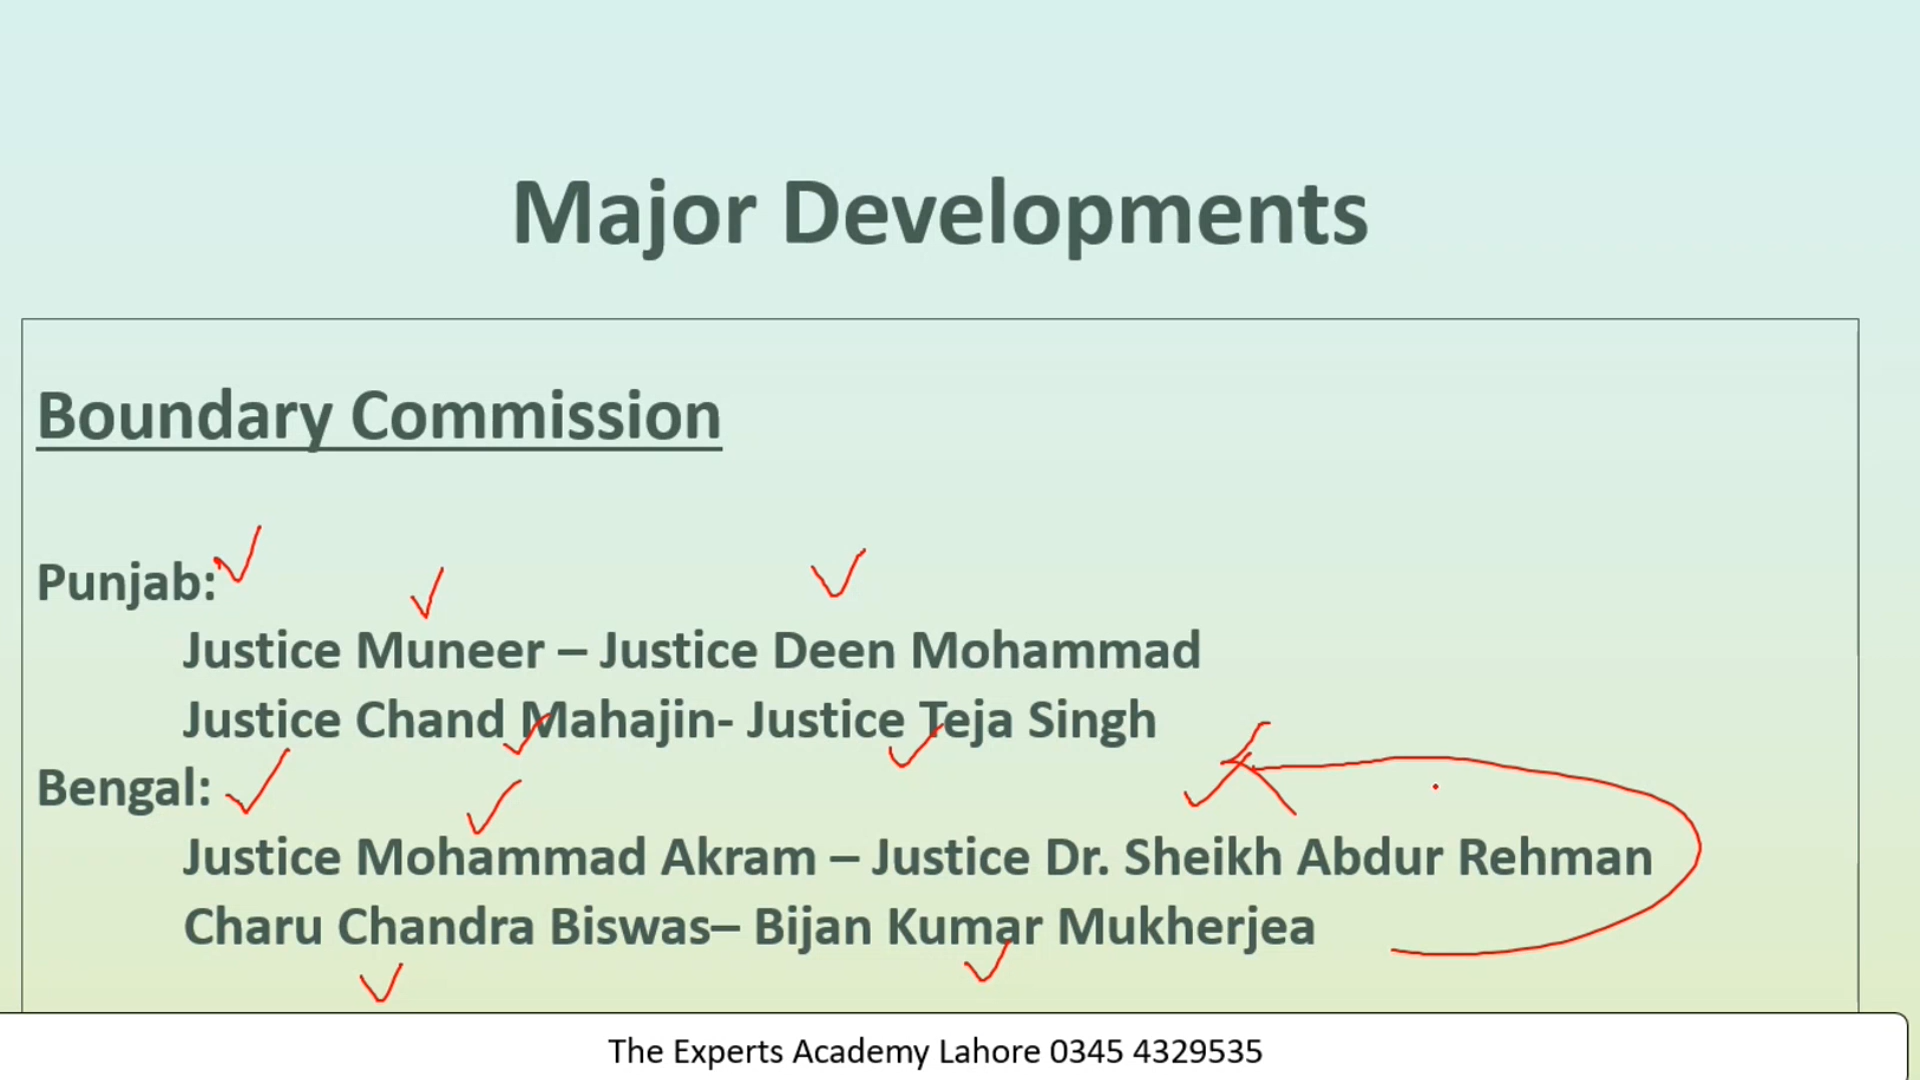 Major Developments
Boundary Commission
Punjab:
Justice Muneer – Justice Deen Mohammad
Justice Chand Mahajin- Justice Teja Singh
Bengal:
Justice Mohammad Akram – Justice Dr. Sheikh Abdur Rehman
Charu Chandra Biswas– Bijan Kumar Mukherjea
The Experts Academy Lahore 0345 4329535